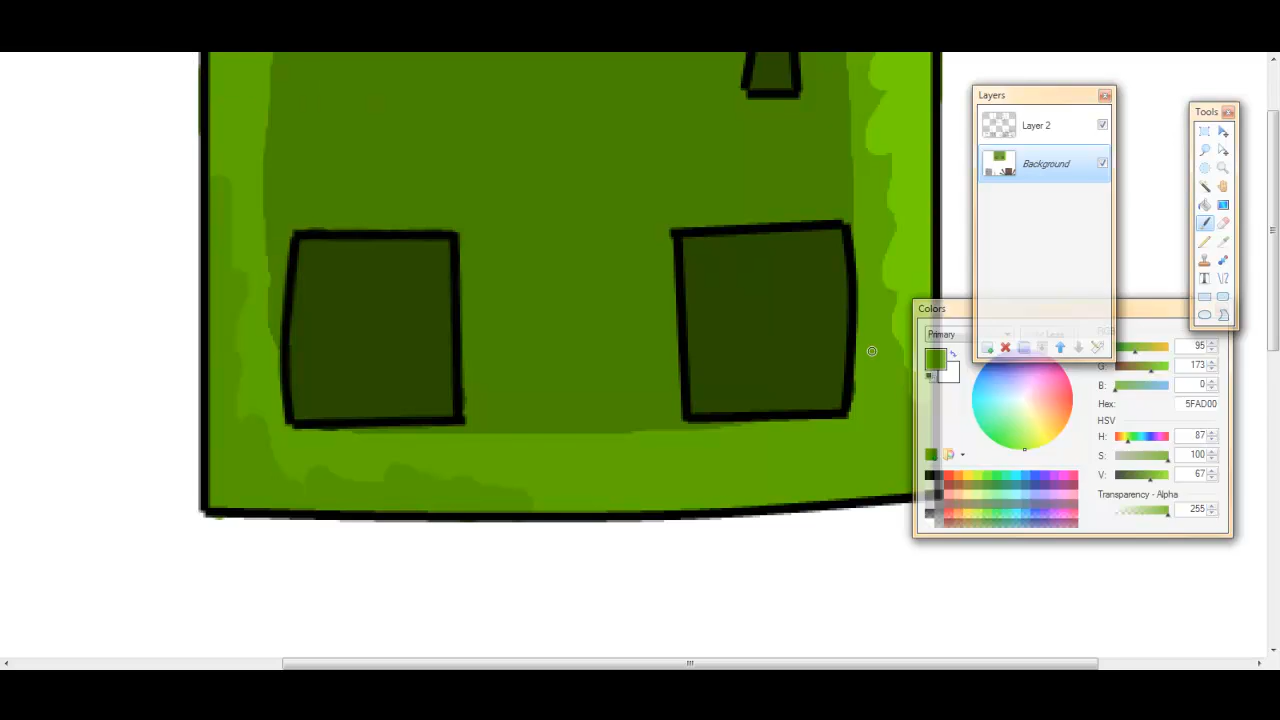 Layers
Layer 2
Background
Tools
Colors
Primary
95
G: 173
B: 0
Hex: 5FAD00
HSV
H: 87
S: 100
V: 67
Transparency - Alpha
255